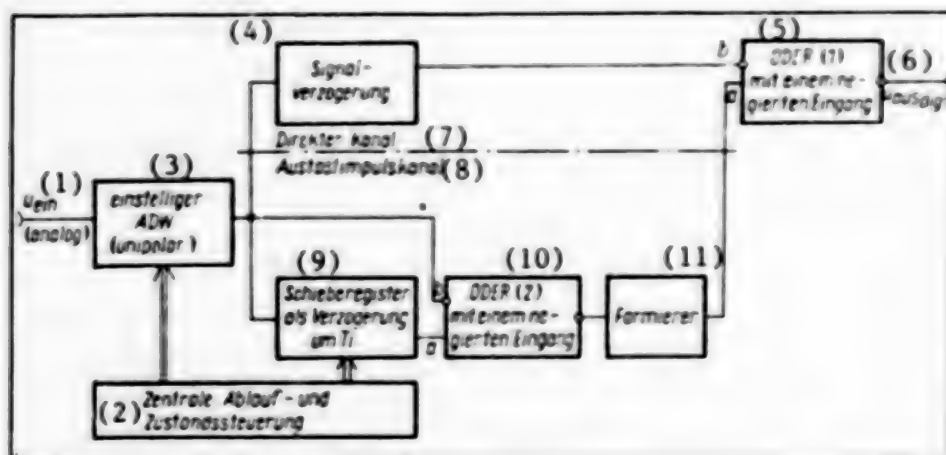 (4)
Signal-
verzögerung
(5)
ODER (1)
mit einem ne-
gierten Eingang
b
a
(6)
Direkter Kanal (7)
Austastimpulskanal (8)
(1)
u ein
(analog)
(3)
einstelliger
ADW
(unipolar)
(9)
Schieberegister
als Verzögerung
um Ti
a
(10)
ODER (2)
mit einem ne-
gierten Eingang
(11)
Formierer
(2) Zentrale Ablauf- und
Zustandssteuerung